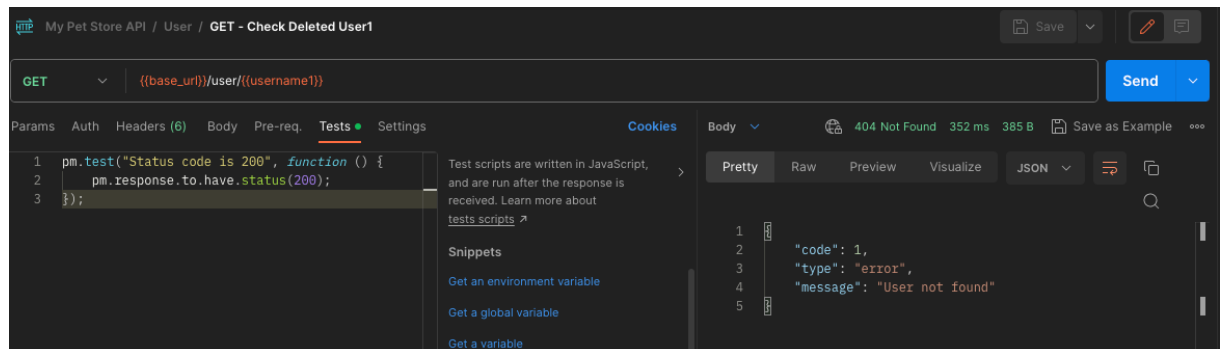 HTTP My Pet Store API / User / GET - Check Deleted User1
Save
GET {{base_url}}/user/{{username1}}
Send
Params Auth Headers (6) Body Pre-req. Tests Settings
Cookies
1 pm.test("Status code is 200", function () {
2 pm.response.to.have.status(200);
3 });
Test scripts are written in JavaScript,
and are run after the response is
received. Learn more about
tests scripts ↗
Snippets
Get an environment variable
Get a global variable
Get a variable
Body 404 Not Found 352 ms 385 B Save as Example
Pretty Raw Preview Visualize JSON
1 {
2 "code": 1,
3 "type": "error",
4 "message": "User not found"
5 }